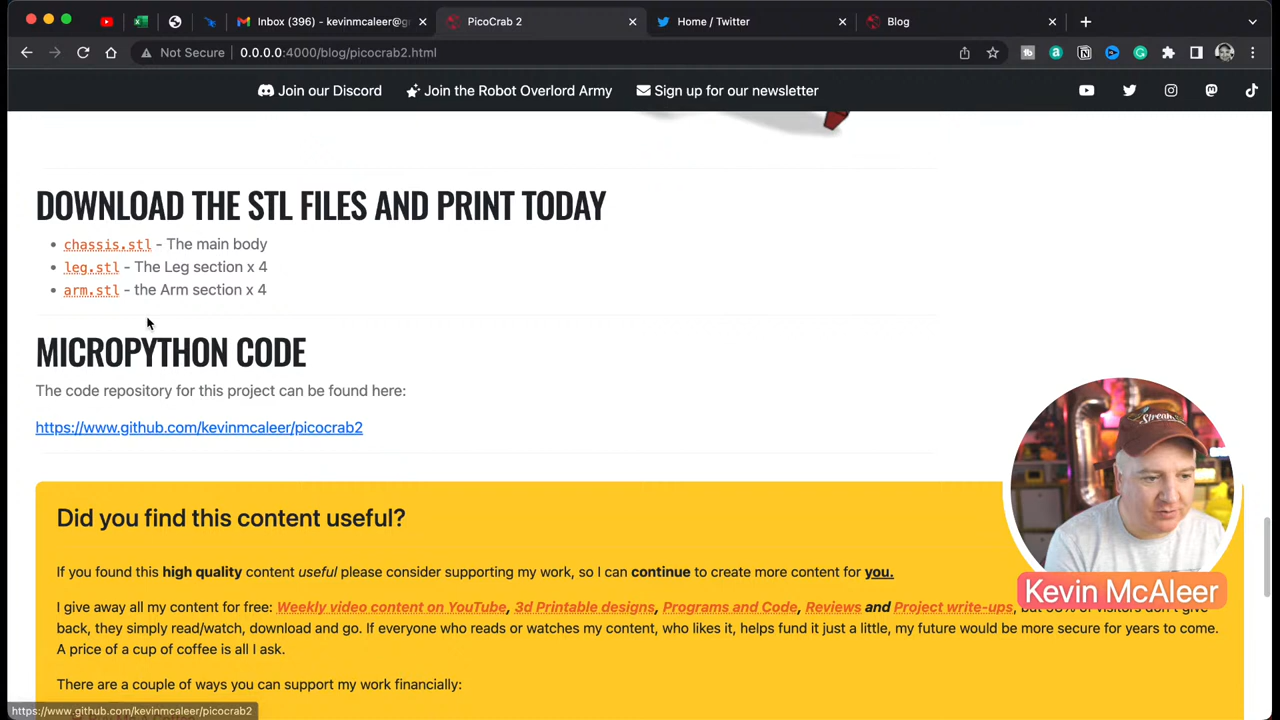 Inbox (396) - kevinmcaleer@g
PicoCrab 2
Home / Twitter
Blog
Not Secure
0.0.0.0:4000/blog/picocrab2.html
Join our Discord
Join the Robot Overlord Army
Sign up for our newsletter
DOWNLOAD THE STL FILES AND PRINT TODAY
• chassis.stl - The main body
• leg.stl - The Leg section x 4
• arm.stl - the Arm section x 4
MICROPYTHON CODE
The code repository for this project can be found here:
https://www.github.com/kevinmcaleer/picocrab2
Did you find this content useful?
If you found this high quality content useful please consider supporting my work, so I can continue to create more content for you.
Kevin McAleer
I give away all my content for free: Weekly video content on YouTube, 3d Printable designs, Programs and Code, Reviews and Project write-ups, but
visitors don't give
back, they simply read/watch, download and go. If everyone who reads or watches my content, who likes it, helps fund it just a little, my future would be more secure for years to come.
A price of a cup of coffee is all I ask.
There are a couple of ways you can support my work financially:
https://www.github.com/kevinmcaleer/picocrab2